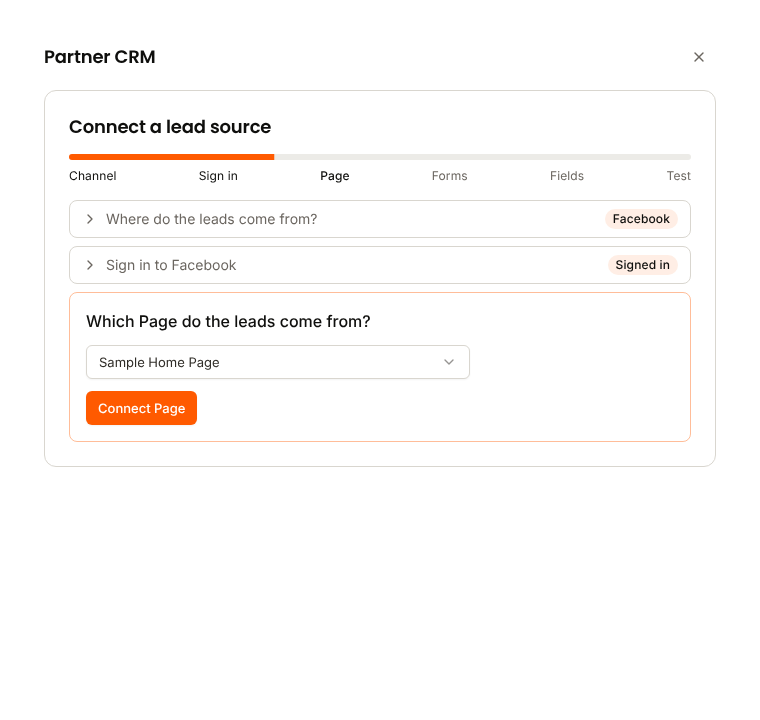 Partner CRM
Connect a lead source
Channel Sign in Page Forms Fields Test
Where do the leads come from? Facebook
Sign in to Facebook Signed in
Which Page do the leads come from?
Sample Home Page
Connect Page